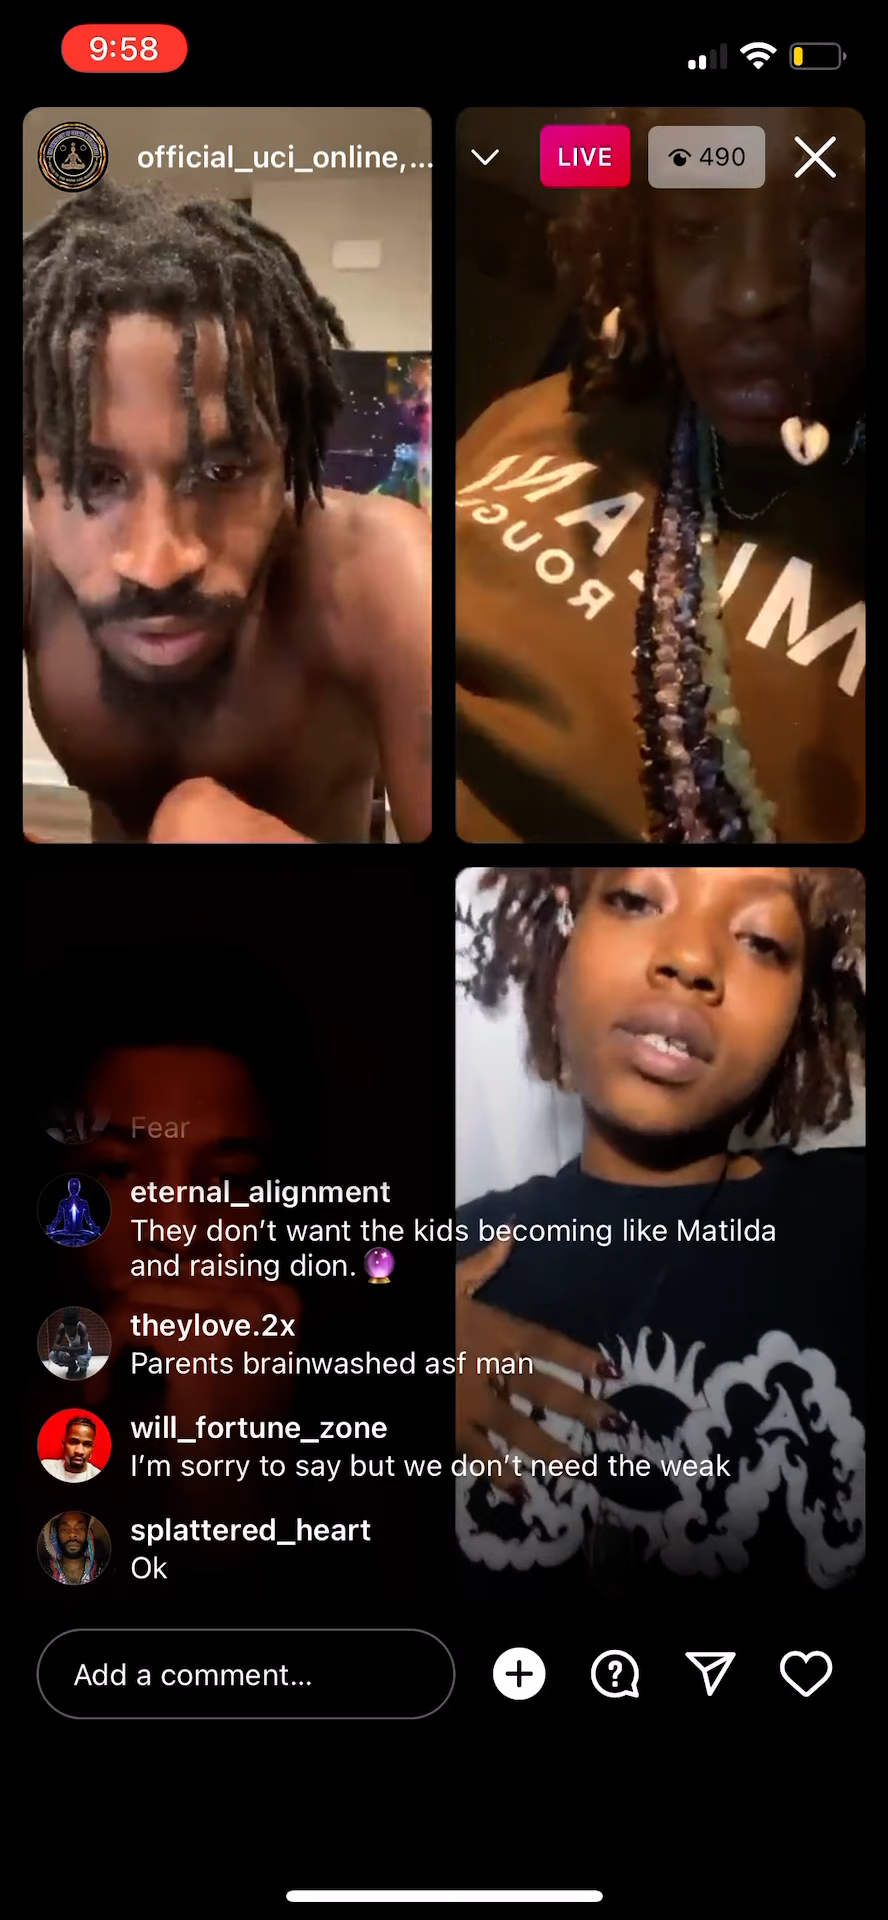 9:58
official_uci_online,...
LIVE
490
Fear
eternal_alignment
They don't want the kids becoming like Matilda
and raising dion.🔮
theylove.2x
Parents brainwashed asf man
will_fortune_zone
I'm sorry to say but we don't need the weak
splattered_heart
Ok
Add a comment...